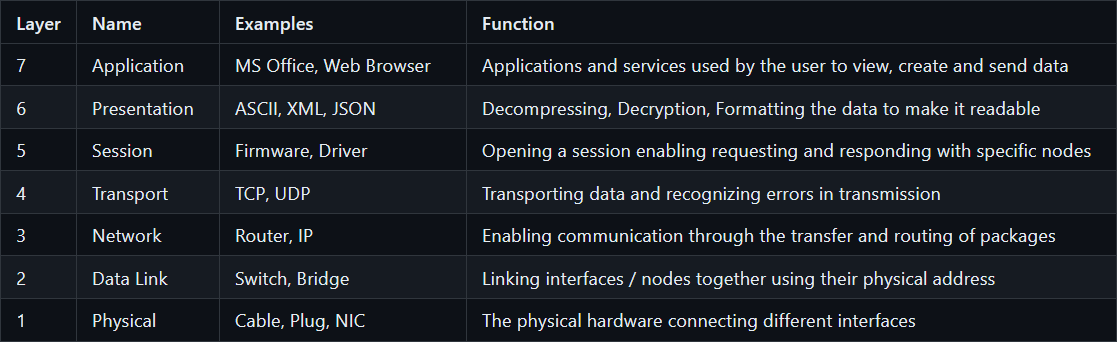 Layer Name Examples Function
7 Application MS Office, Web Browser Applications and services used by the user to view, create and send data
6 Presentation ASCII, XML, JSON Decompressing, Decryption, Formatting the data to make it readable
5 Session Firmware, Driver Opening a session enabling requesting and responding with specific nodes
4 Transport TCP, UDP Transporting data and recognizing errors in transmission
3 Network Router, IP Enabling communication through the transfer and routing of packages
2 Data Link Switch, Bridge Linking interfaces / nodes together using their physical address
1 Physical Cable, Plug, NIC The physical hardware connecting different interfaces